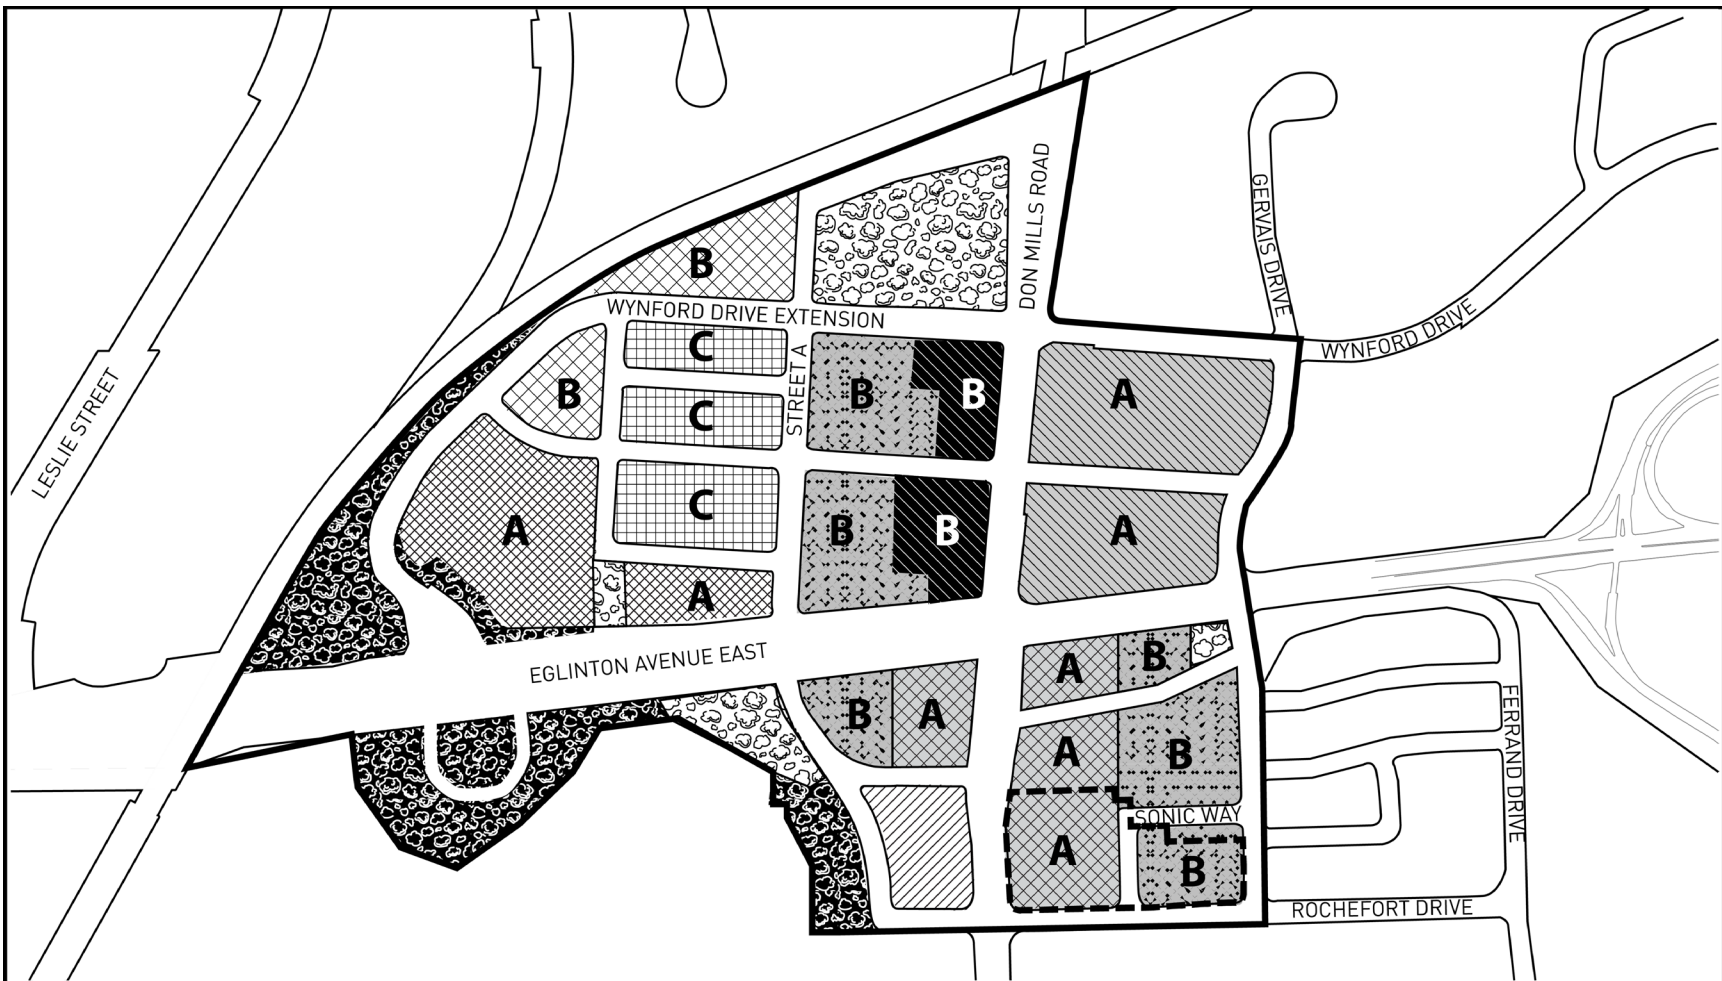 DON MILLS ROAD
GERVAIS DRIVE
B
WYNFORD DRIVE EXTENSION
WYNFORD DRIVE
C
STREET A
B
B
B
A
LESLIE STREET
C
C
A
B
B
A
A
EGLINTON AVENUE EAST
A
B
B
A
A
B
FERRAND DRIVE
SONIC WAY
A
B
ROCHEFORT DRIVE